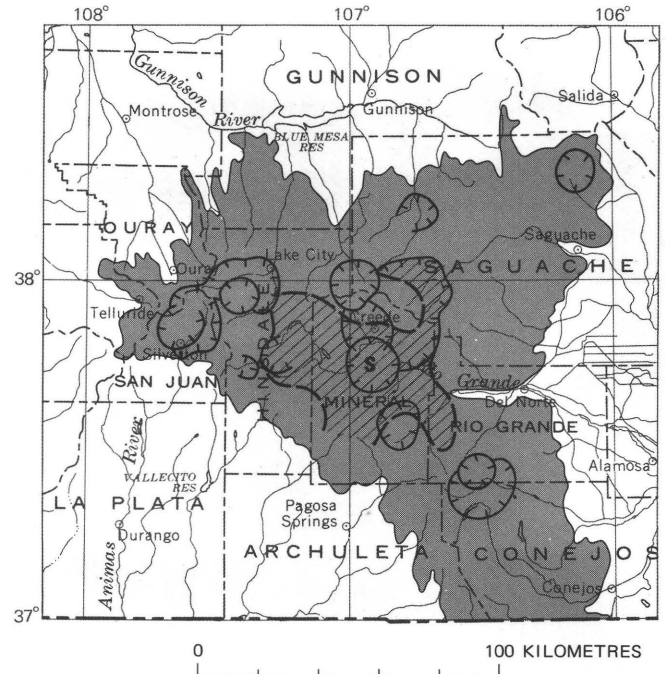 108° 107° 106°
Gunnison
GUNNISON
Montrose
River
Gunnison
Salida
BLUE MESA
RES
OURAY
Saguache
Ouray
Lake City
SAGUACHE
38°
Telluride
Creede
Silverton
S
SAN JUAN
HINSDALE
MINERAL
Rio Grande
Del Norte
RIO GRANDE
River
VALLECITO
RES
Alamosa
LA PLATA
Pagosa
Springs
Durango
ARCHULETA
CONEJOS
Animas
Conejos
37°
0 100 KILOMETRES